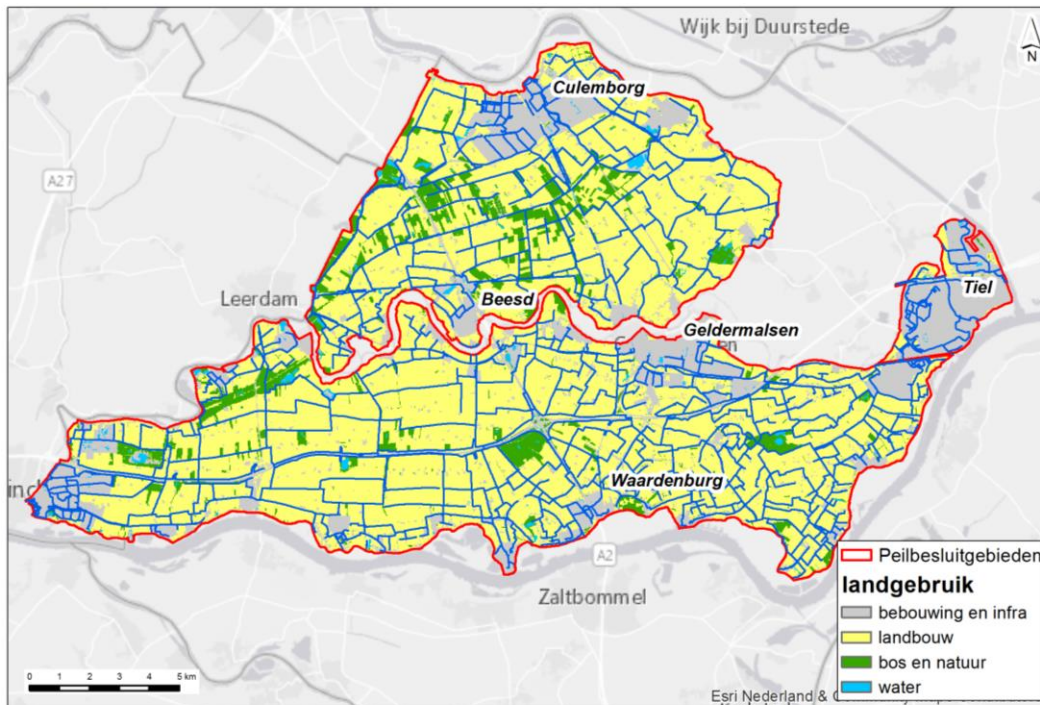 Wijk bij Duurstede
N
Culemborg
A27
Tiel
Leerdam
Beesd
Geldermalsen
Waardenburg
A2
Zaltbommel
Peilbesluitgebieden
landgebruik
bebouwing en infra
landbouw
bos en natuur
water
0 1 2 3 4 5 km
Esri Nederland &